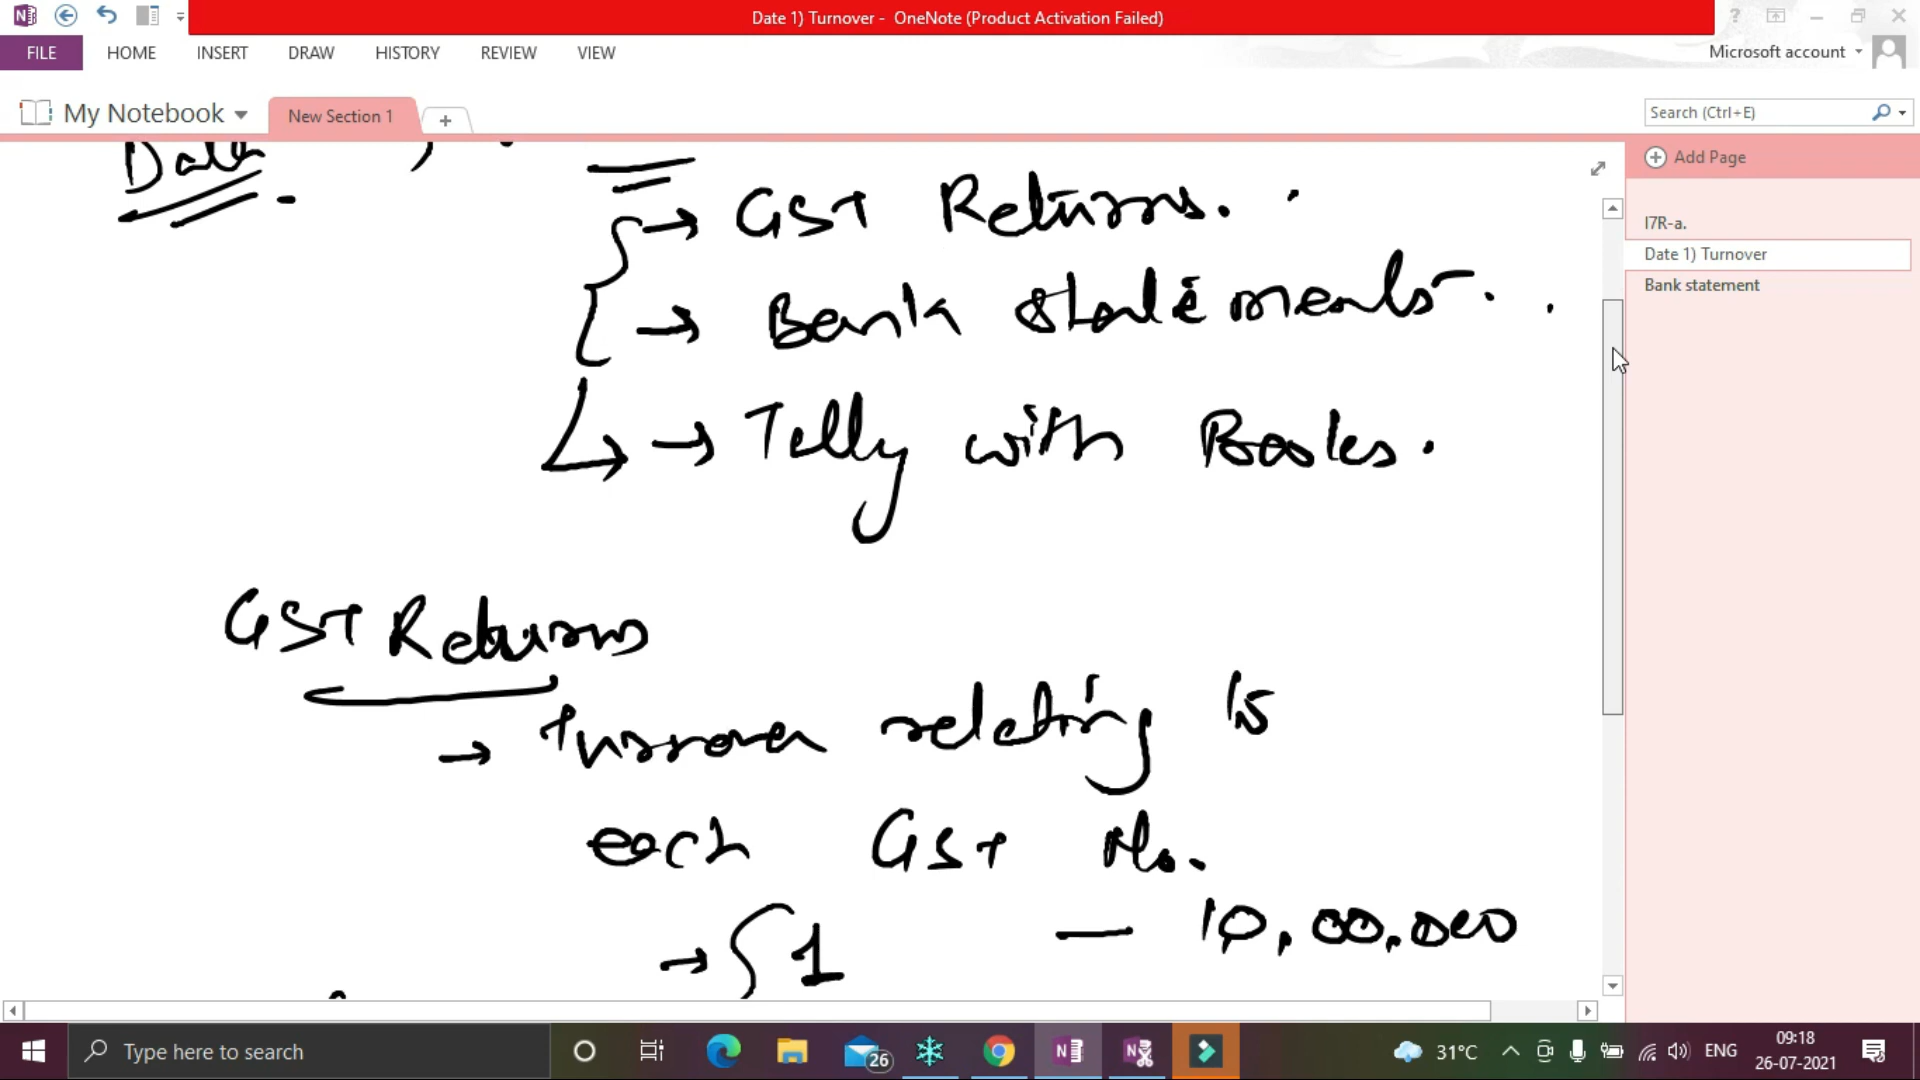 Date 1) Turnover - OneNote (Product Activation Failed)
FILE HOME INSERT DRAW HISTORY REVIEW VIEW
Microsoft account
My Notebook
New Section 1
Search (Ctrl+E)
Add Page
I7R-a.
Date 1) Turnover
Bank statement
Date
→ GST Returns.
→ Bank statements.
→ Tally with Books.
GST Returns
→ turnover relating to
each GST No.
→ 1 — 10,00,000
Type here to search
26
31°C
ENG
09:18
26-07-2021